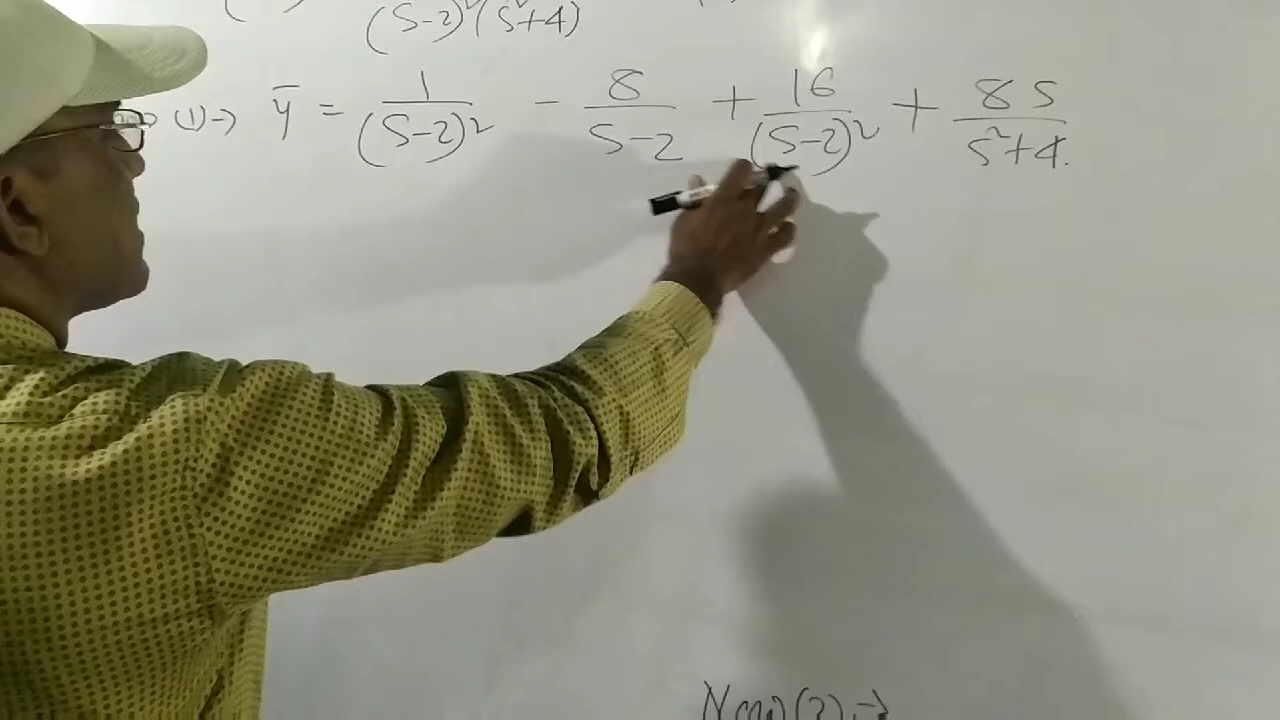 (S-2)²(S²+4)
(1)→ ȳ = 1/(S-2)² - 8/S-2 + 16/(S-2)² + 8S/S²+4.